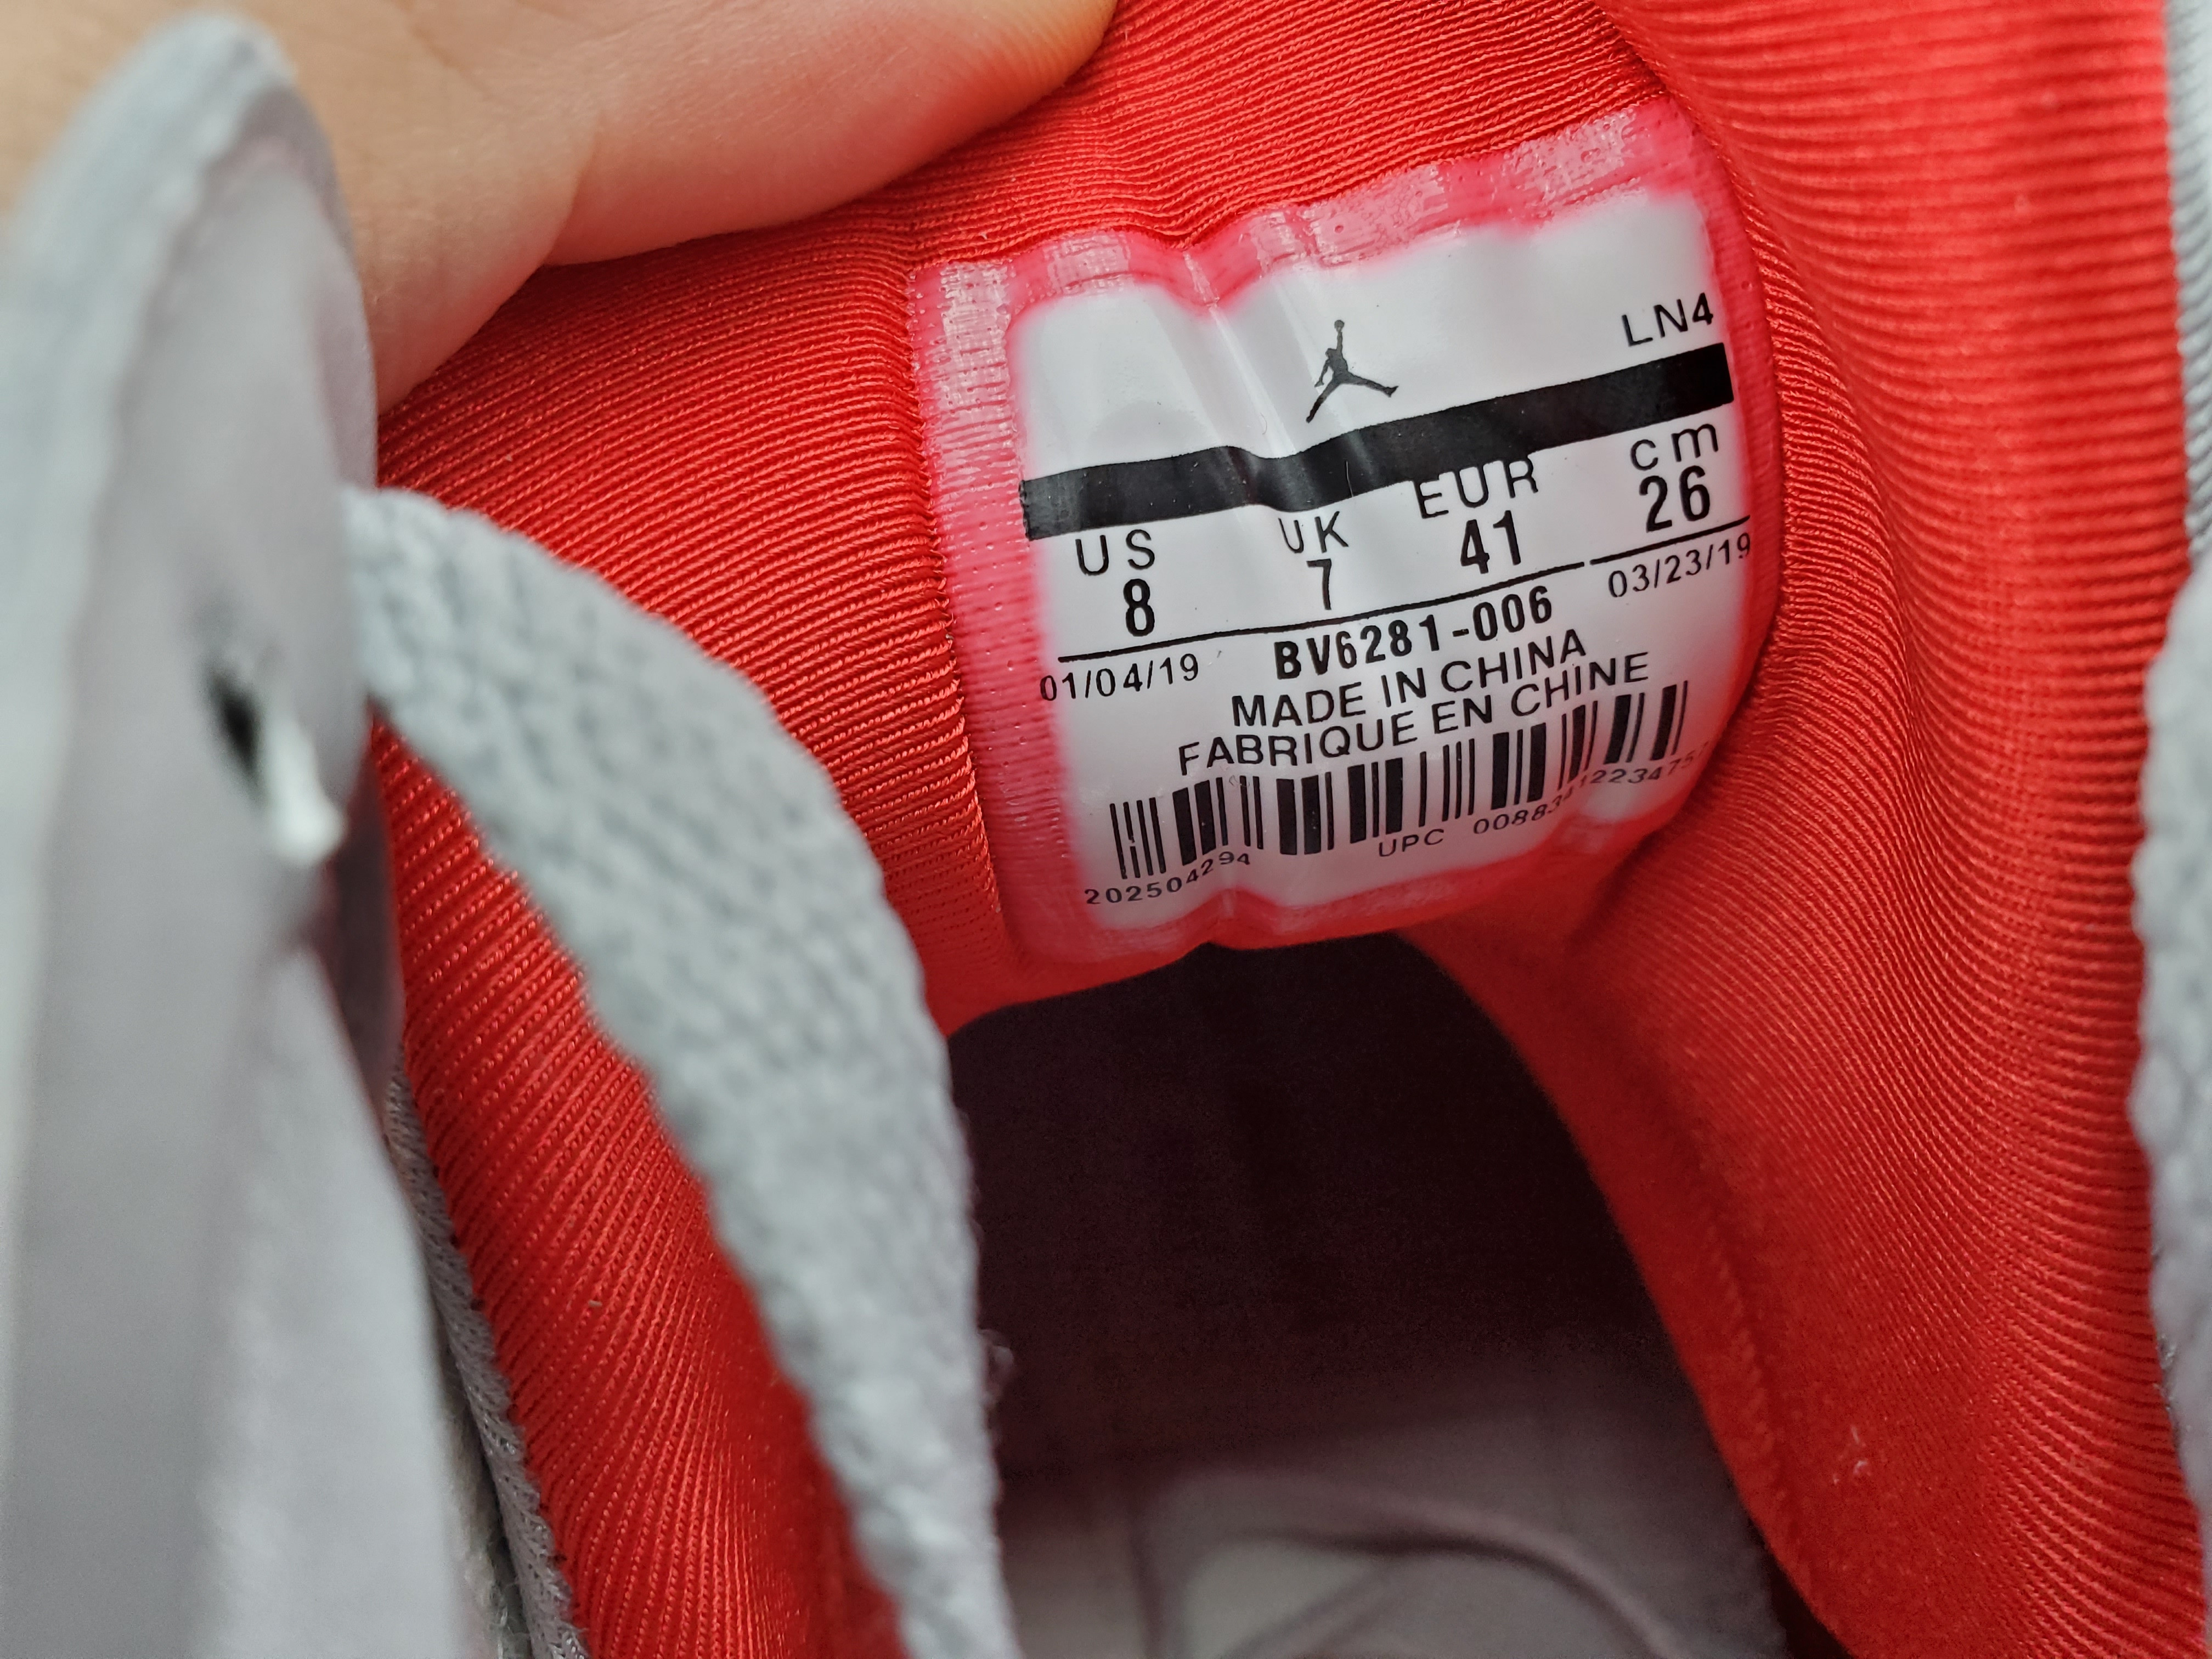 LN4
US UK EUR cm
8 7 41 26
01/04/19 BV6281-006 03/23/19
MADE IN CHINA
FABRIQUE EN CHINE
202504294 UPC